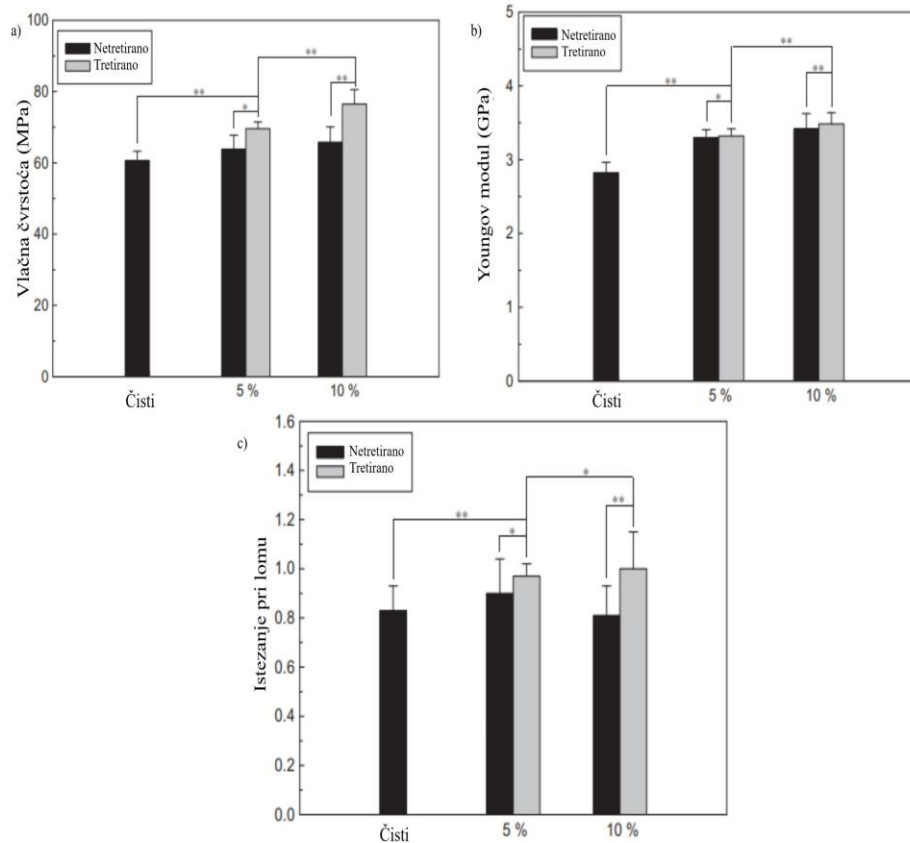 a)
100
80
60
40
20
0
Vlačna čvrstoća (MPa)
Netretirano
Tretirano
**
**
*
**
Čisti
5 %
10 %
b)
5
4
3
2
1
0
Youngov modul (GPa)
Netretirano
Tretirano
**
**
*
**
Čisti
5 %
10 %
c)
1.6
1.4
1.2
1.0
0.8
0.6
0.4
0.2
0.0
Istezanje pri lomu
Netretirano
Tretirano
*
**
**
*
Čisti
5 %
10 %